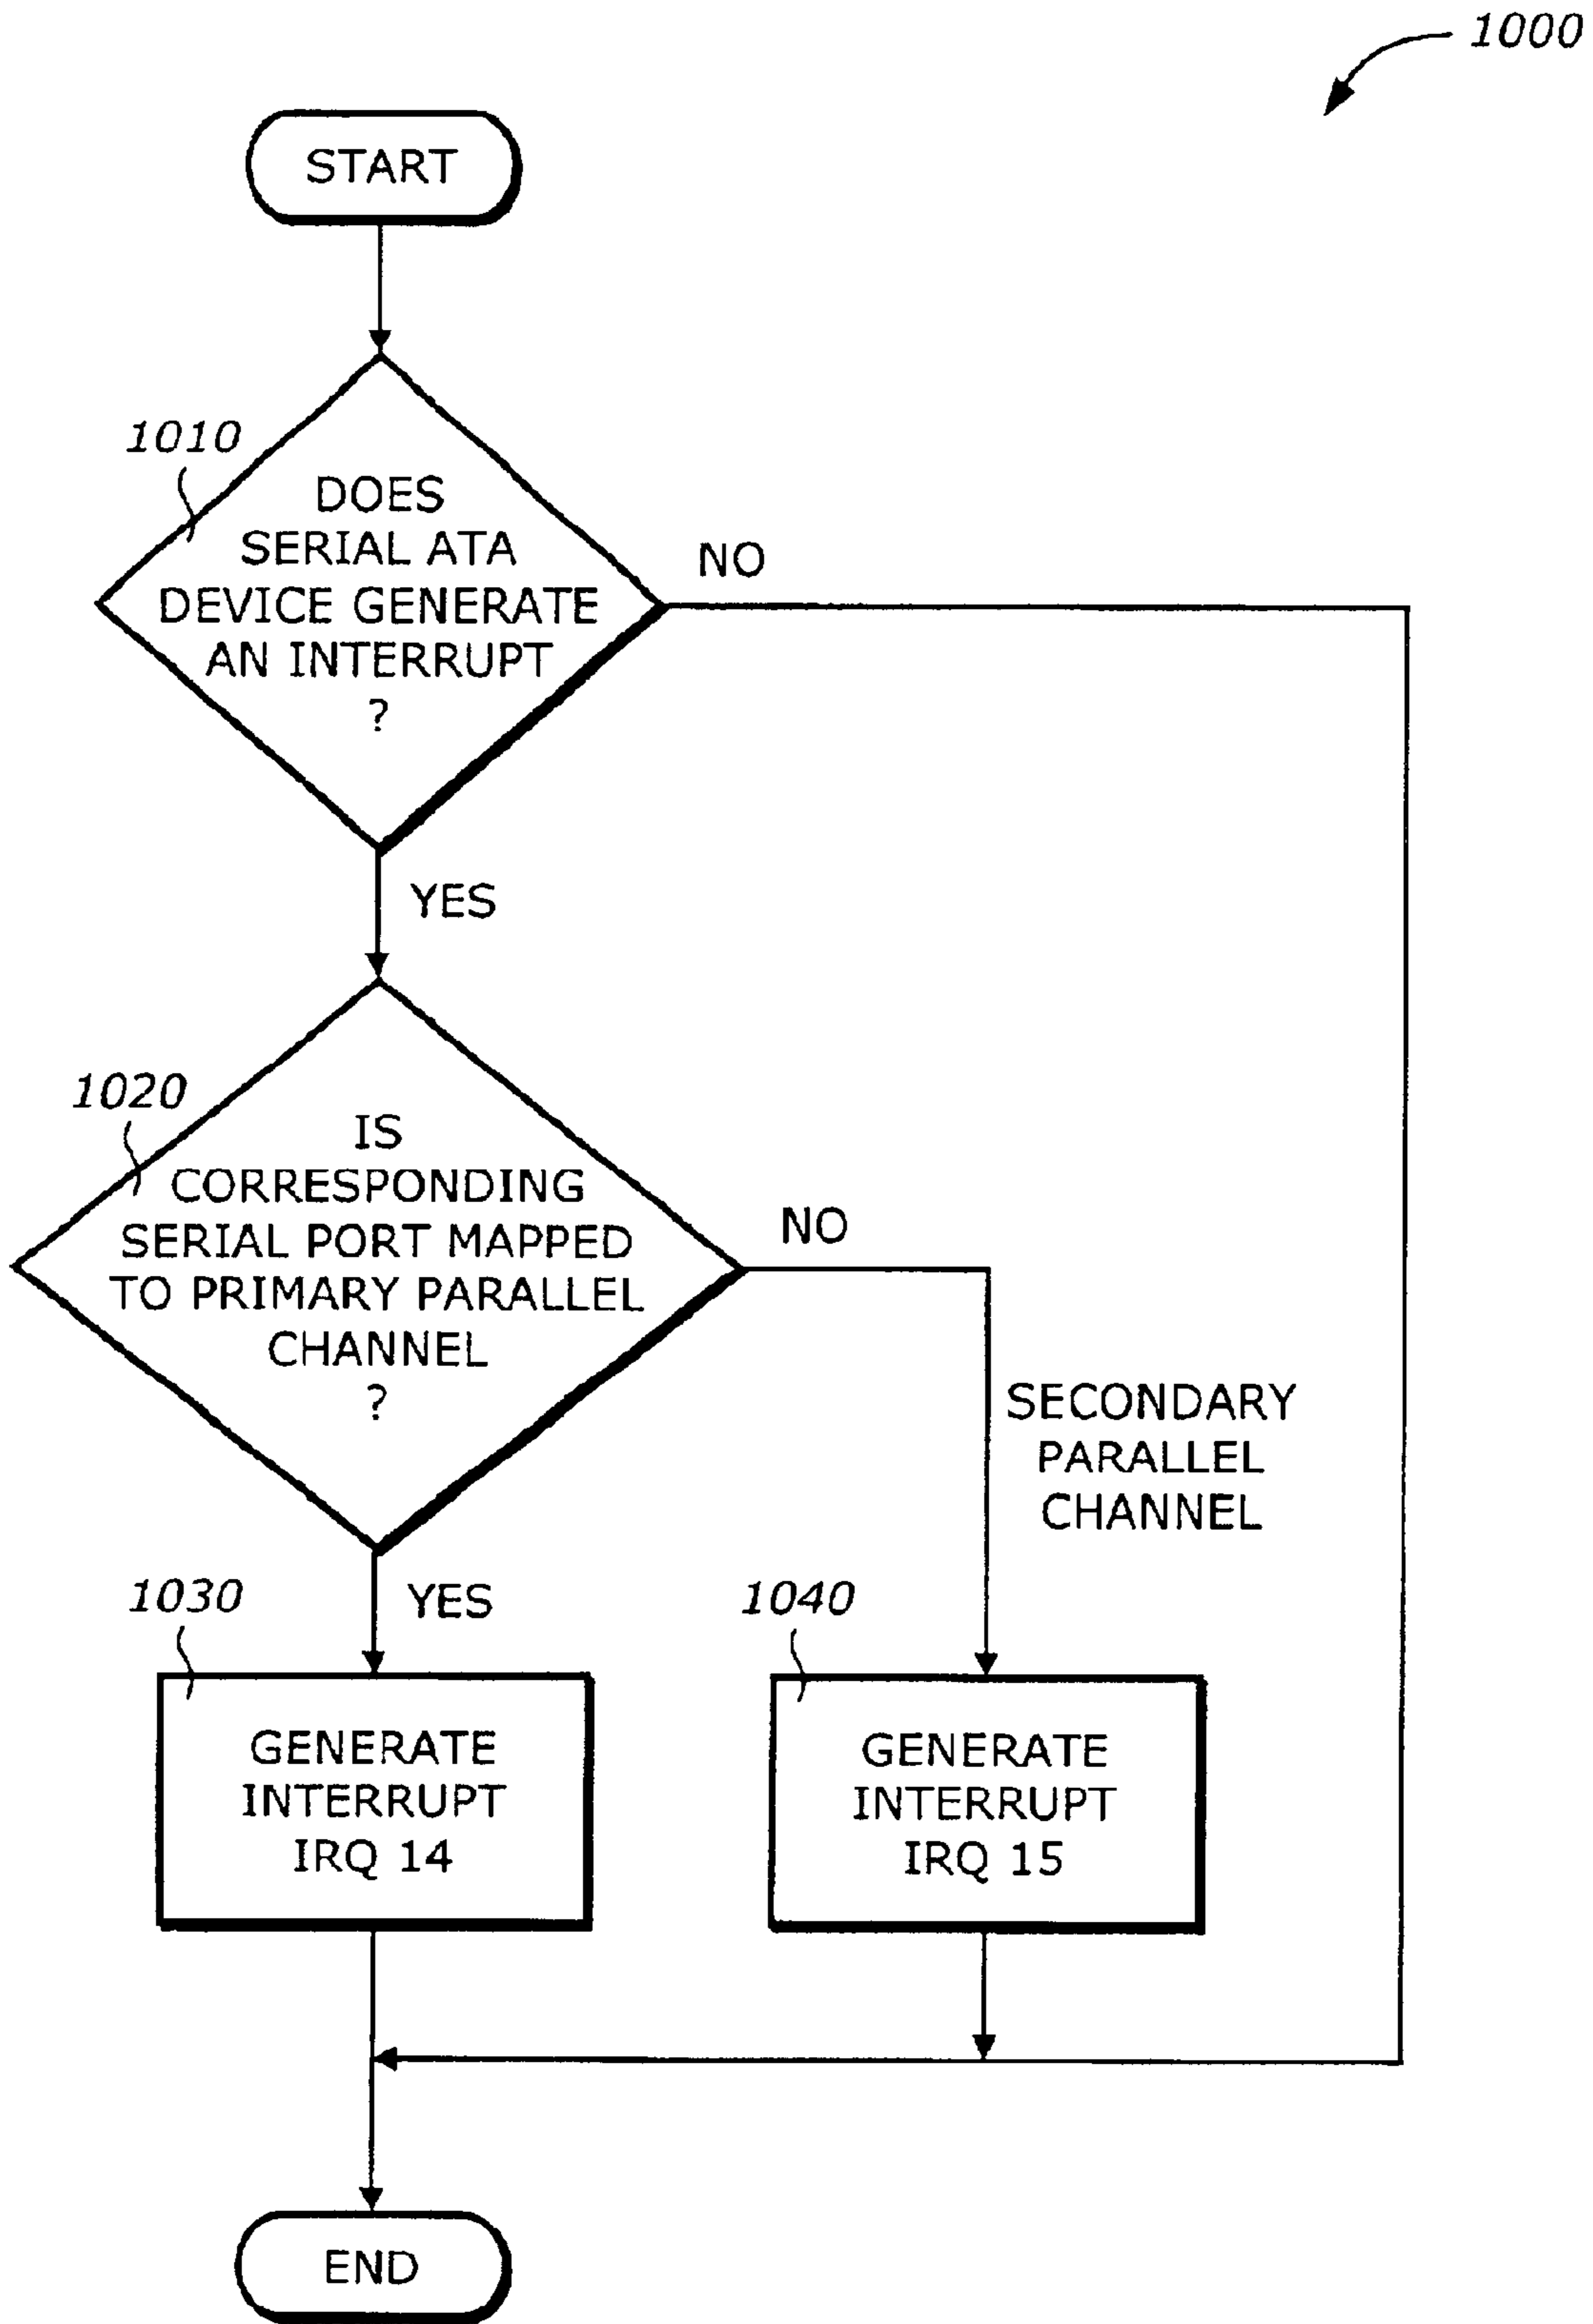 1000
START
1010
DOES
SERIAL ATA
DEVICE GENERATE
AN INTERRUPT
?
NO
YES
1020
IS
CORRESPONDING
SERIAL PORT MAPPED
TO PRIMARY PARALLEL
CHANNEL
?
NO
SECONDARY
PARALLEL
CHANNEL
YES
1030
GENERATE
INTERRUPT
IRQ 14
1040
GENERATE
INTERRUPT
IRQ 15
END